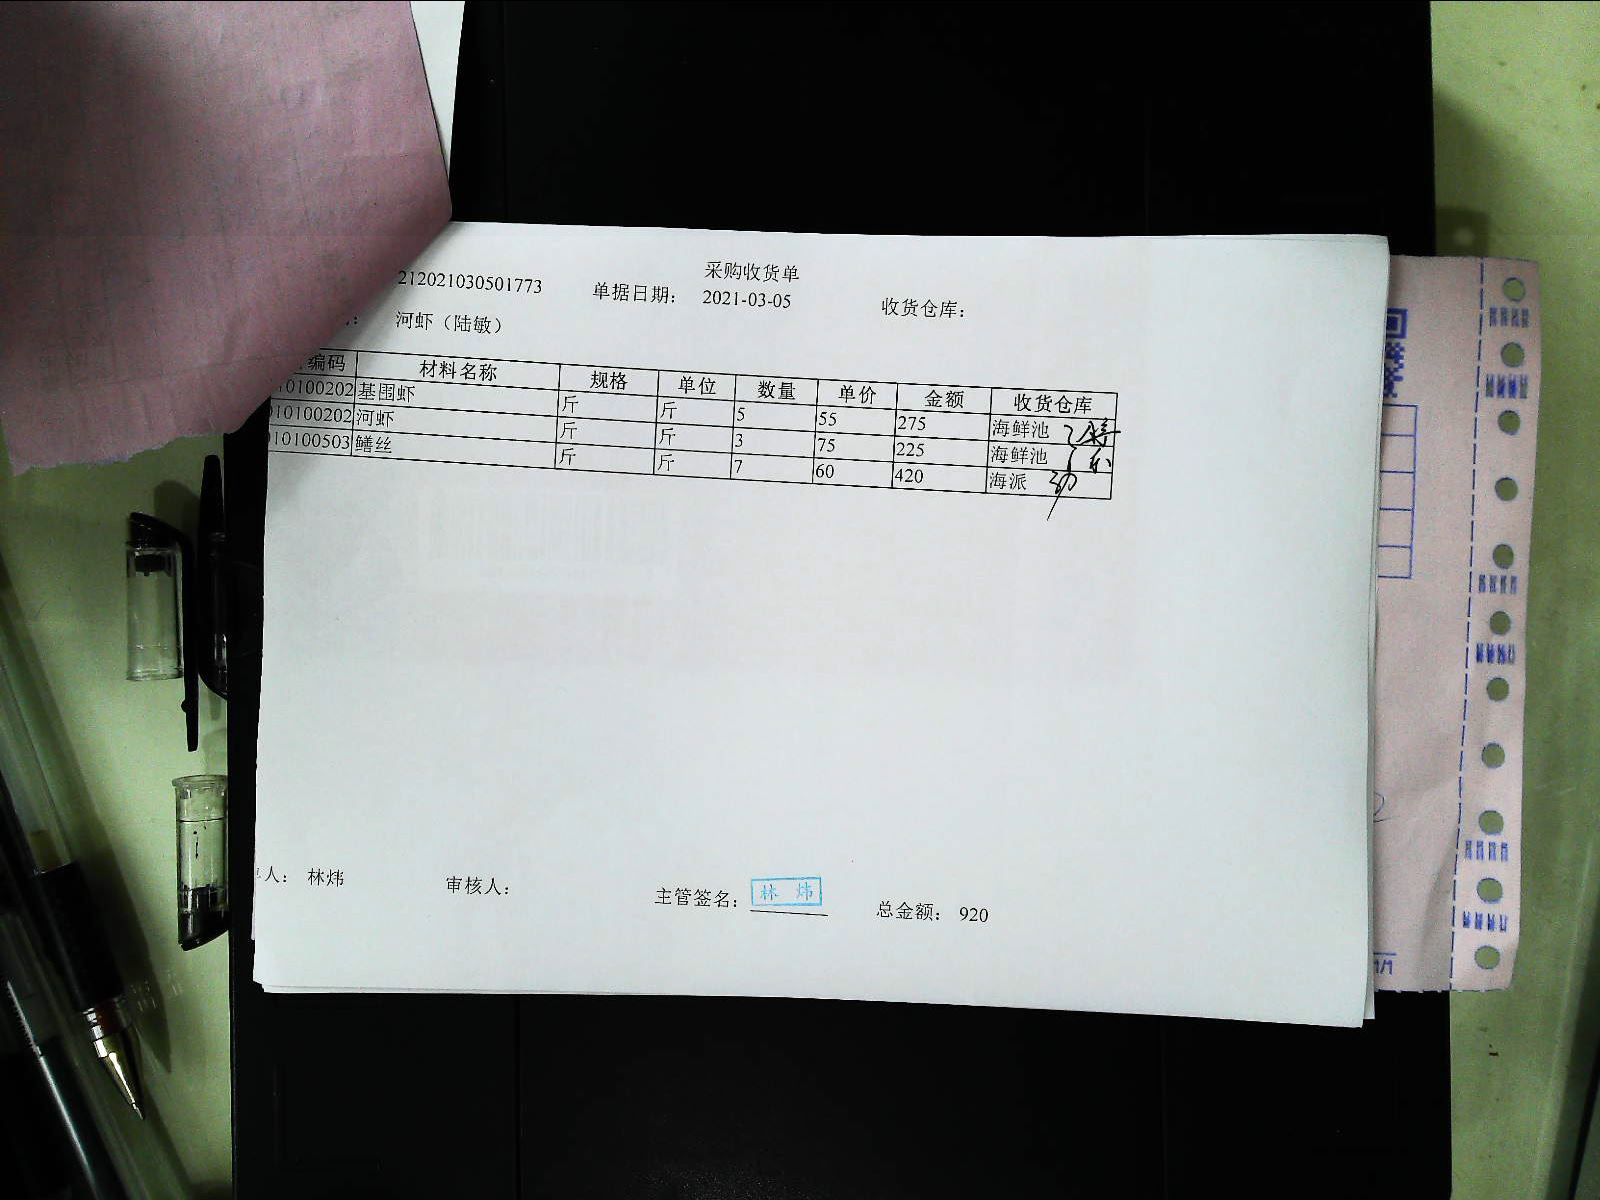 采购收货单
212021030501773 单据日期: 2021-03-05 收货仓库:
: 河虾（陆敏）
编码 材料名称 规格 单位 数量 单价 金额 收货仓库
10100202 基围虾 斤 斤 5 55 275 海鲜池
10100202 河虾 斤 斤 3 75 225 海鲜池
010100503 鳝丝 斤 斤 7 60 420 海派
人: 林炜 审核人: 主管签名: 林 炜 总金额: 920